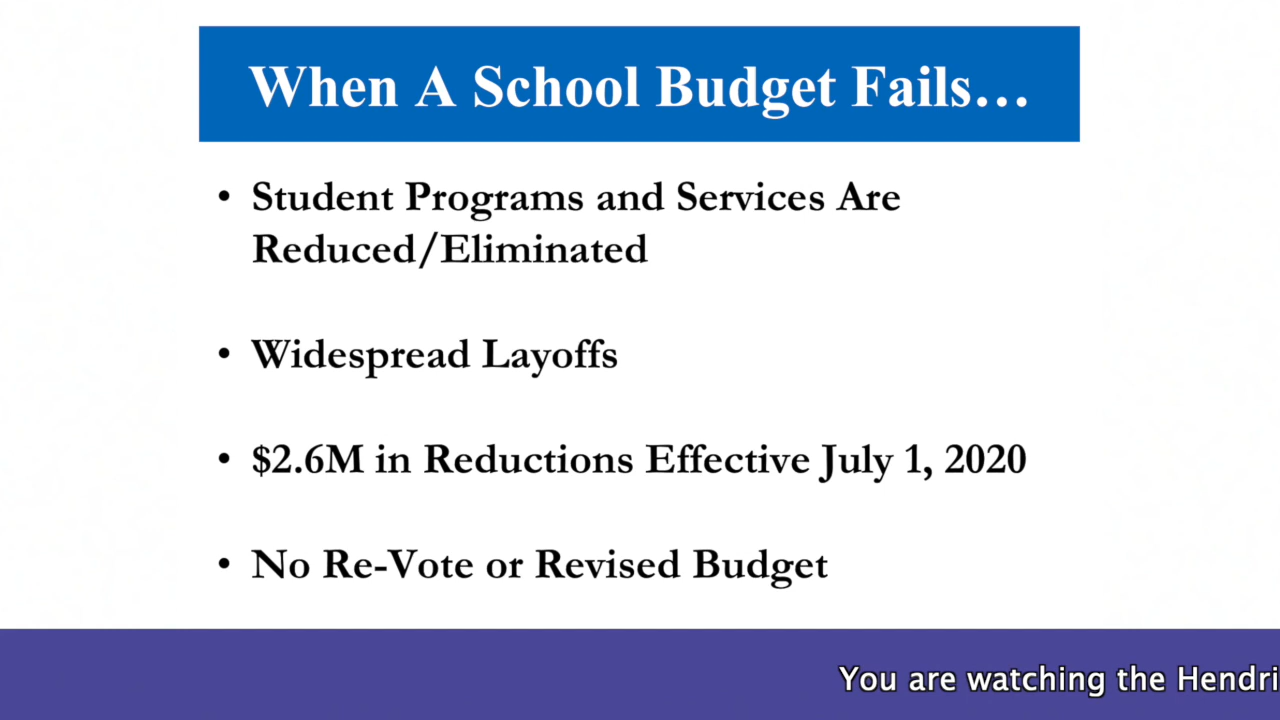 When A School Budget Fails…
• Student Programs and Services Are
Reduced/Eliminated
• Widespread Layoffs
• $2.6M in Reductions Effective July 1, 2020
• No Re-Vote or Revised Budget
You are watching the Hendri